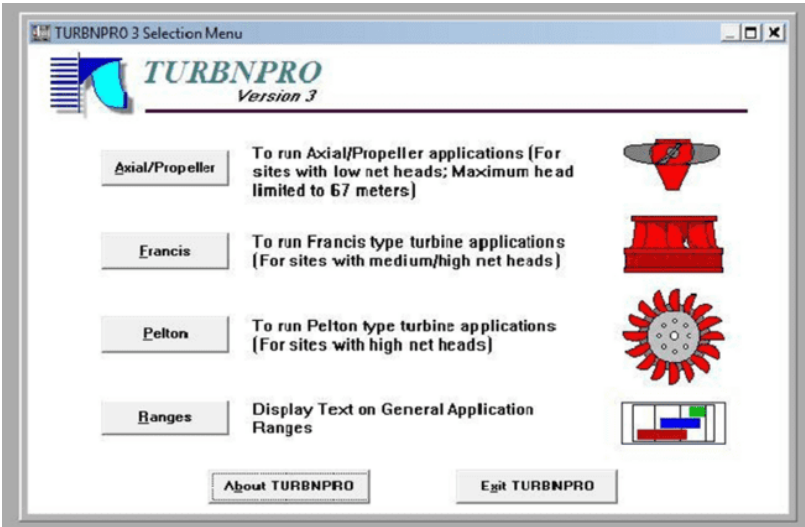 TURBNPRO 3 Selection Menu
TURBNPRO
Version 3
Axial/Propeller
To run Axial/Propeller applications (For
sites with low net heads; Maximum head
limited to 67 meters)
Francis
To run Francis type turbine applications
(For sites with medium/high net heads)
Pelton
To run Pelton type turbine applications
(For sites with high net heads)
Ranges
Display Text on General Application
Ranges
About TURBNPRO
Exit TURBNPRO